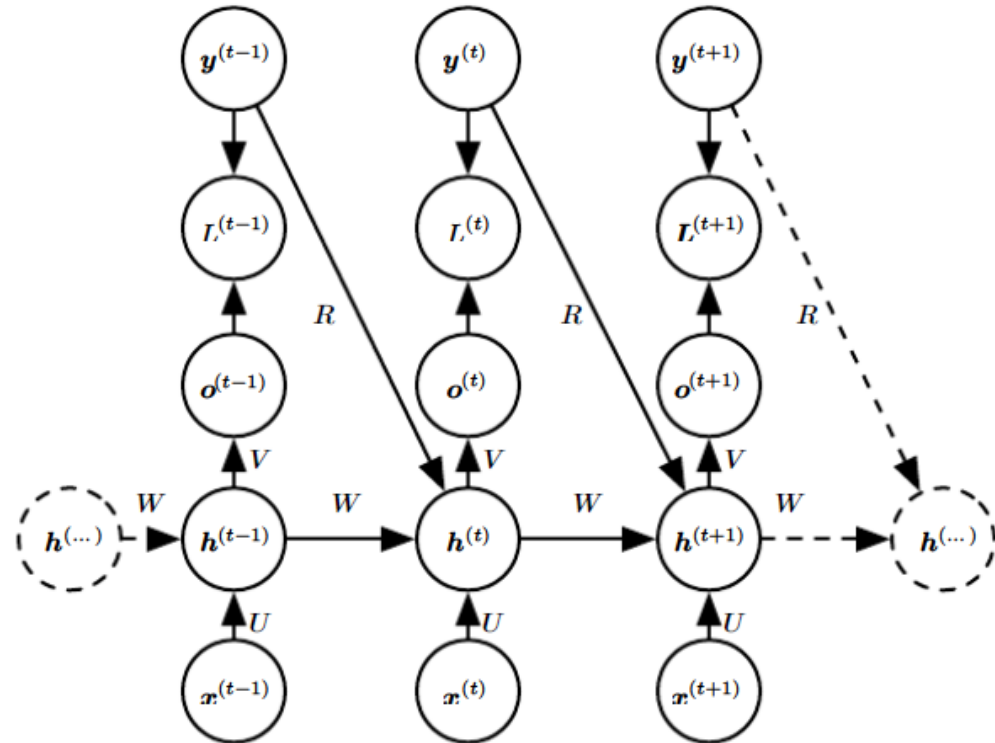 y(t−1) y(t) y(t+1)
L(t−1) L(t) L(t+1)
R R R
o(t−1) o(t) o(t+1)
V V V
W W W W
h(...) h(t−1) h(t) h(t+1) h(...)
U U U
x(t−1) x(t) x(t+1)